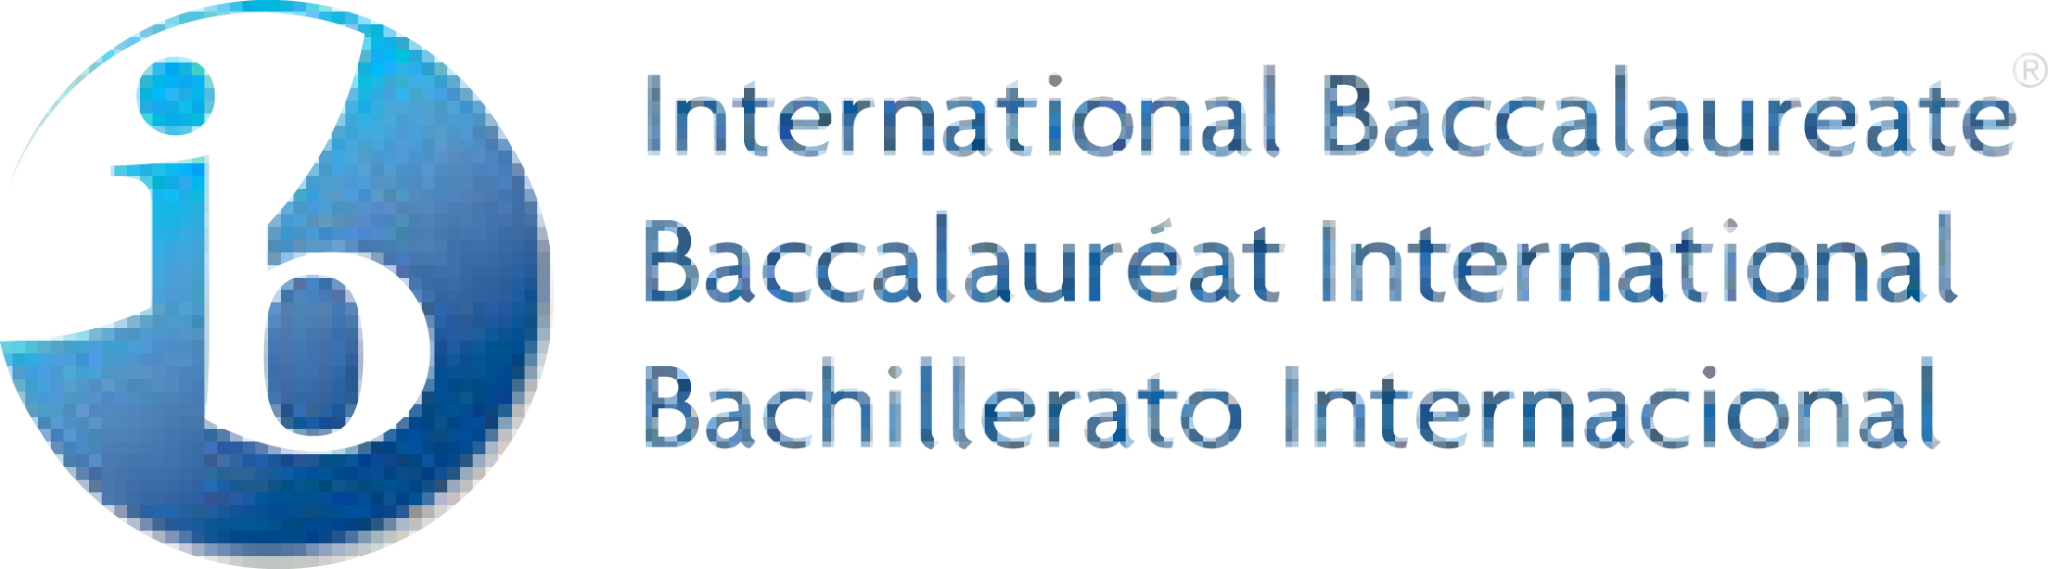 ib
International Baccalaureate®
Baccalauréat International
Bachillerato Internacional